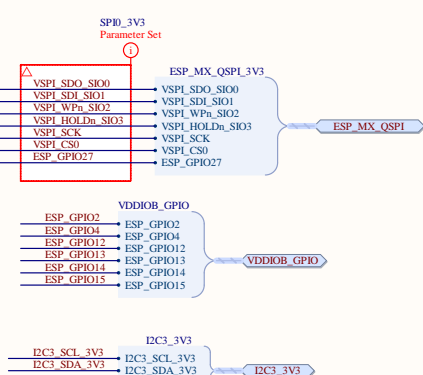 SPI0_3V3
Parameter Set
i
ESP_MX_QSPI_3V3
VSPI_SDO_SIO0 VSPI_SDO_SIO0
VSPI_SDI_SIO1 VSPI_SDI_SIO1
VSPI_WPn_SIO2 VSPI_WPn_SIO2
VSPI_HOLDn_SIO3 VSPI_HOLDn_SIO3 ESP_MX_QSPI
VSPI_SCK VSPI_SCK
VSPI_CS0 VSPI_CS0
ESP_GPIO27 ESP_GPIO27
VDDIOB_GPIO
ESP_GPIO2 ESP_GPIO2
ESP_GPIO4 ESP_GPIO4
ESP_GPIO12 ESP_GPIO12
ESP_GPIO13 ESP_GPIO13 VDDIOB_GPIO
ESP_GPIO14 ESP_GPIO14
ESP_GPIO15 ESP_GPIO15
I2C3_3V3
I2C3_SCL_3V3 I2C3_SCL_3V3
I2C3_SDA_3V3 I2C3_SDA_3V3 I2C3_3V3